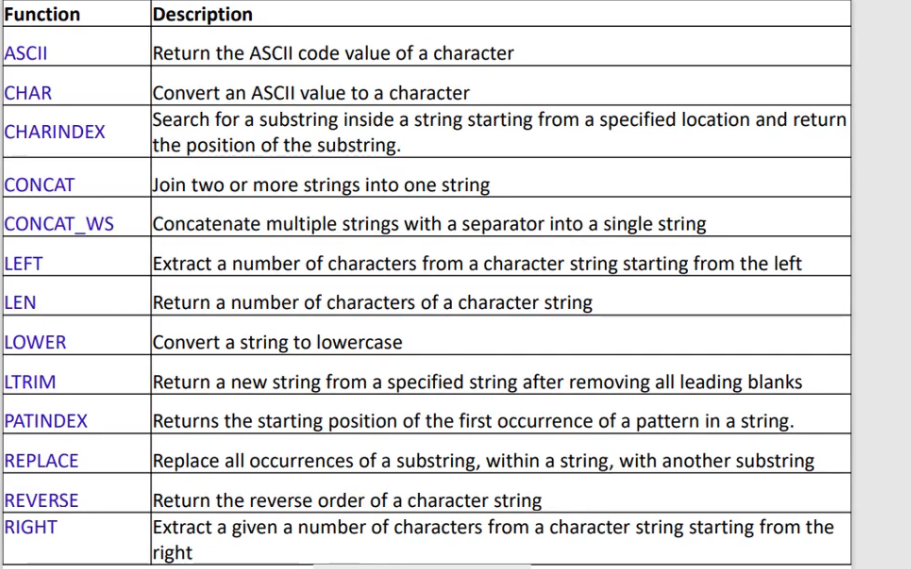 Function Description
ASCII Return the ASCII code value of a character
CHAR Convert an ASCII value to a character
CHARINDEX Search for a substring inside a string starting from a specified location and return
the position of the substring.
CONCAT Join two or more strings into one string
CONCAT_WS Concatenate multiple strings with a separator into a single string
LEFT Extract a number of characters from a character string starting from the left
LEN Return a number of characters of a character string
LOWER Convert a string to lowercase
LTRIM Return a new string from a specified string after removing all leading blanks
PATINDEX Returns the starting position of the first occurrence of a pattern in a string.
REPLACE Replace all occurrences of a substring, within a string, with another substring
REVERSE Return the reverse order of a character string
RIGHT Extract a given a number of characters from a character string starting from the
right